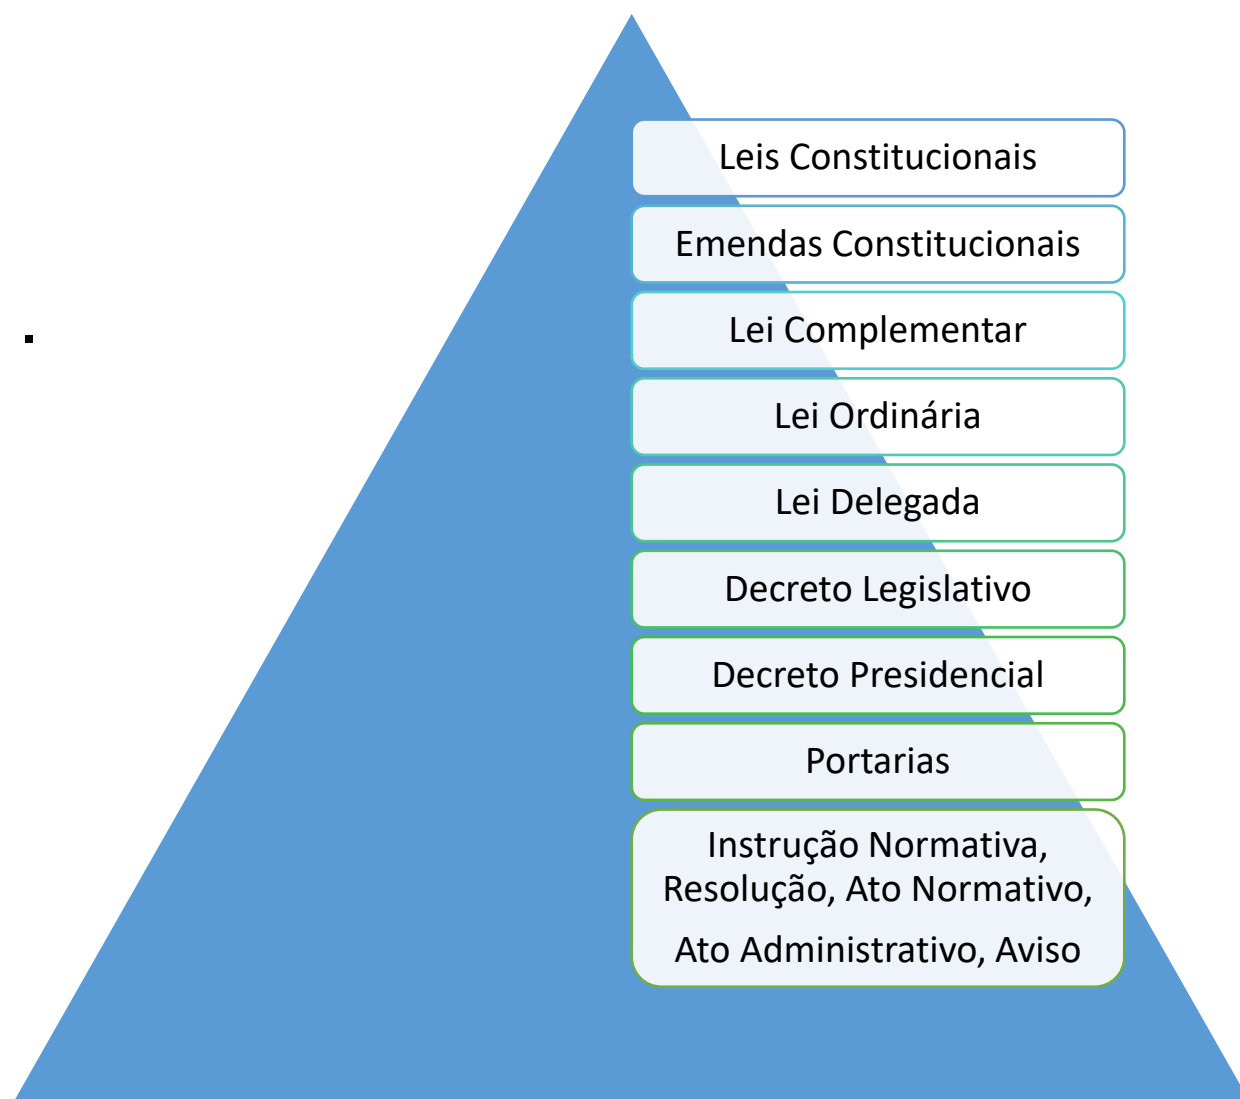 Leis Constitucionais
Emendas Constitucionais
Lei Complementar
Lei Ordinária
Lei Delegada
Decreto Legislativo
Decreto Presidencial
Portarias
Instrução Normativa,
Resolução, Ato Normativo,
Ato Administrativo, Aviso